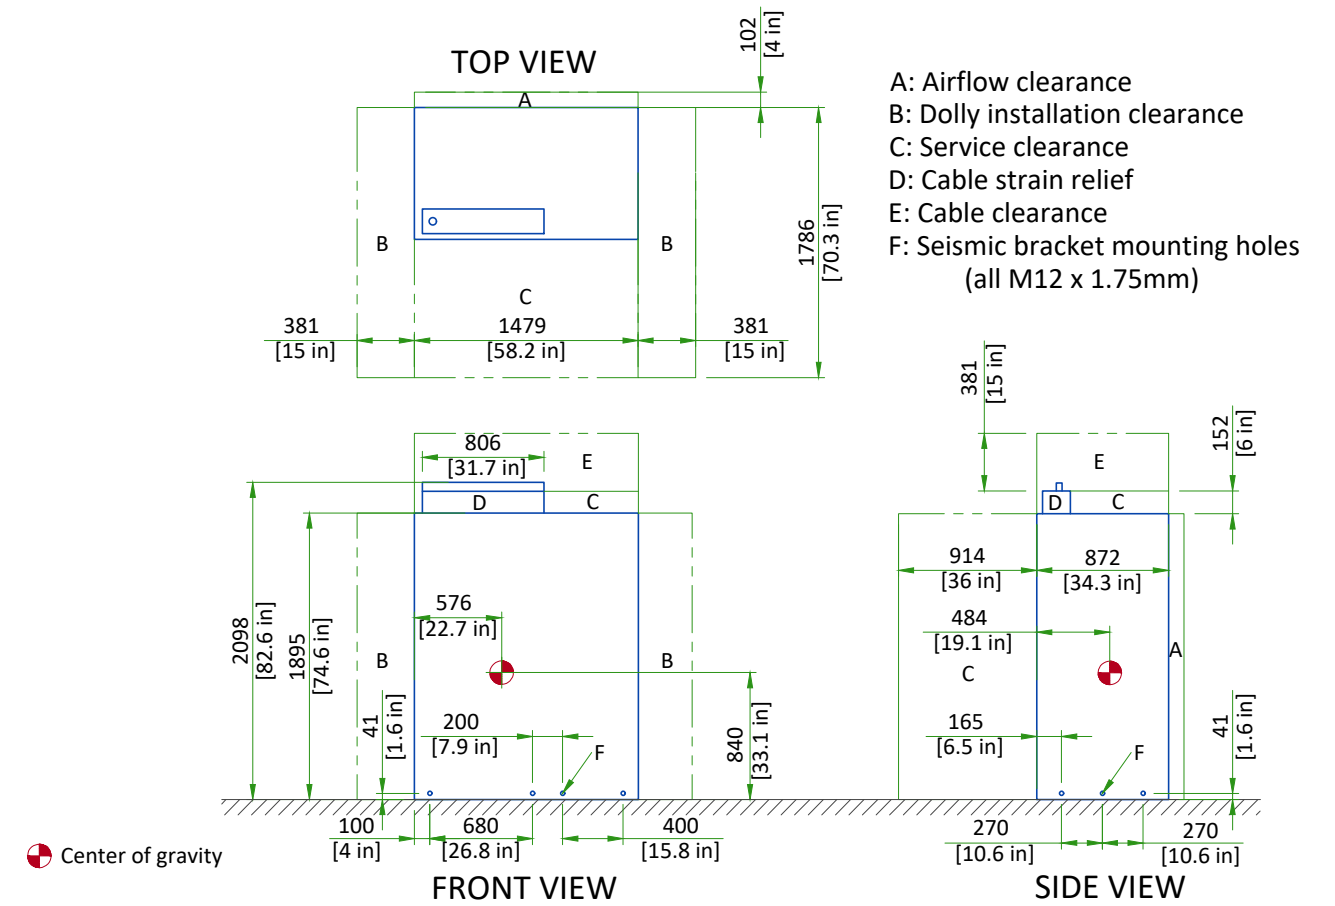 TOP VIEW
102
[4 in]
A
A: Airflow clearance
B: Dolly installation clearance
C: Service clearance
D: Cable strain relief
E: Cable clearance
F: Seismic bracket mounting holes
(all M12 x 1.75mm)
1786
[70.3 in]
B
B
C
381
[15 in]
1479
[58.2 in]
381
[15 in]
806
[31.7 in]
E
D
C
2098
[82.6 in]
1895
[74.6 in]
576
[22.7 in]
B
B
41
[1.6 in]
200
[7.9 in]
F
840
[33.1 in]
100
[4 in]
680
[26.8 in]
400
[15.8 in]
FRONT VIEW
381
[15 in]
152
[6 in]
E
D
C
914
[36 in]
872
[34.3 in]
484
[19.1 in]
C
A
165
[6.5 in]
F
41
[1.6 in]
270
[10.6 in]
270
[10.6 in]
SIDE VIEW
Center of gravity